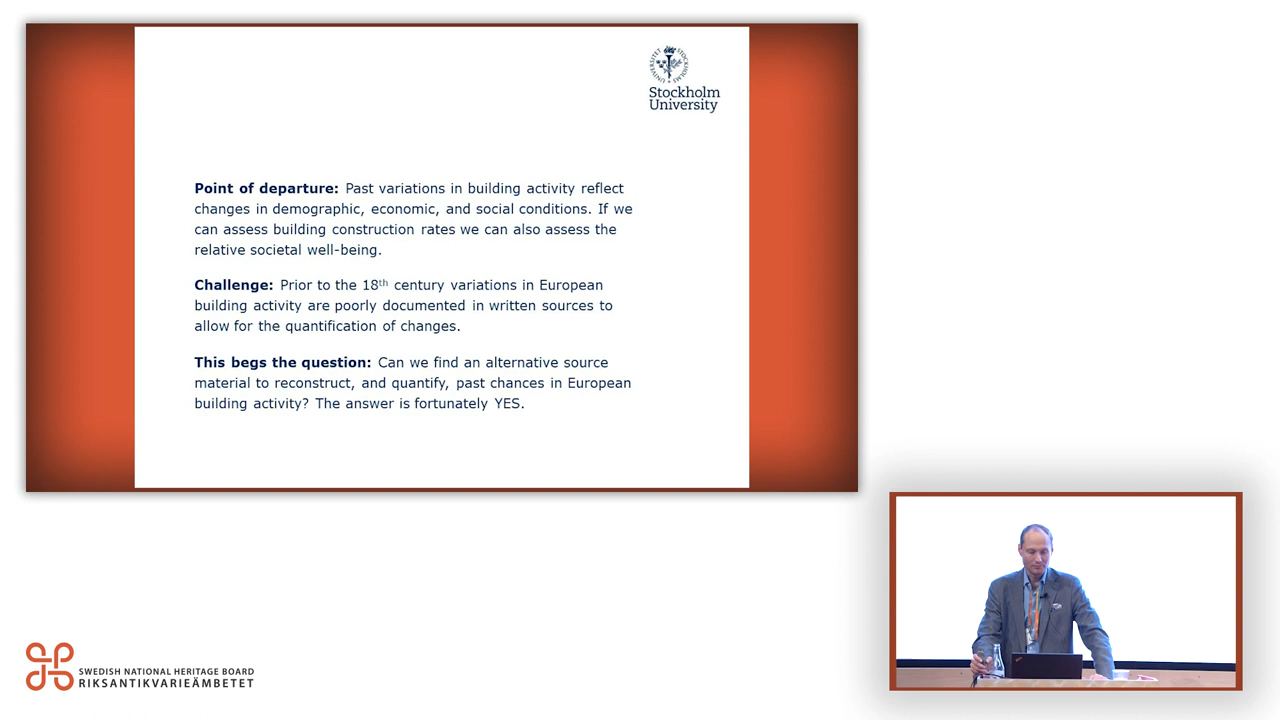 Stockholm
University
Point of departure: Past variations in building activity reflect
changes in demographic, economic, and social conditions. If we
can assess building construction rates we can also assess the
relative societal well-being.
Challenge: Prior to the 18th century variations in European
building activity are poorly documented in written sources to
allow for the quantification of changes.
This begs the question: Can we find an alternative source
material to reconstruct, and quantify, past chances in European
building activity? The answer is fortunately YES.
SWEDISH NATIONAL HERITAGE BOARD
RIKSANTIKVARIEÄMBETET